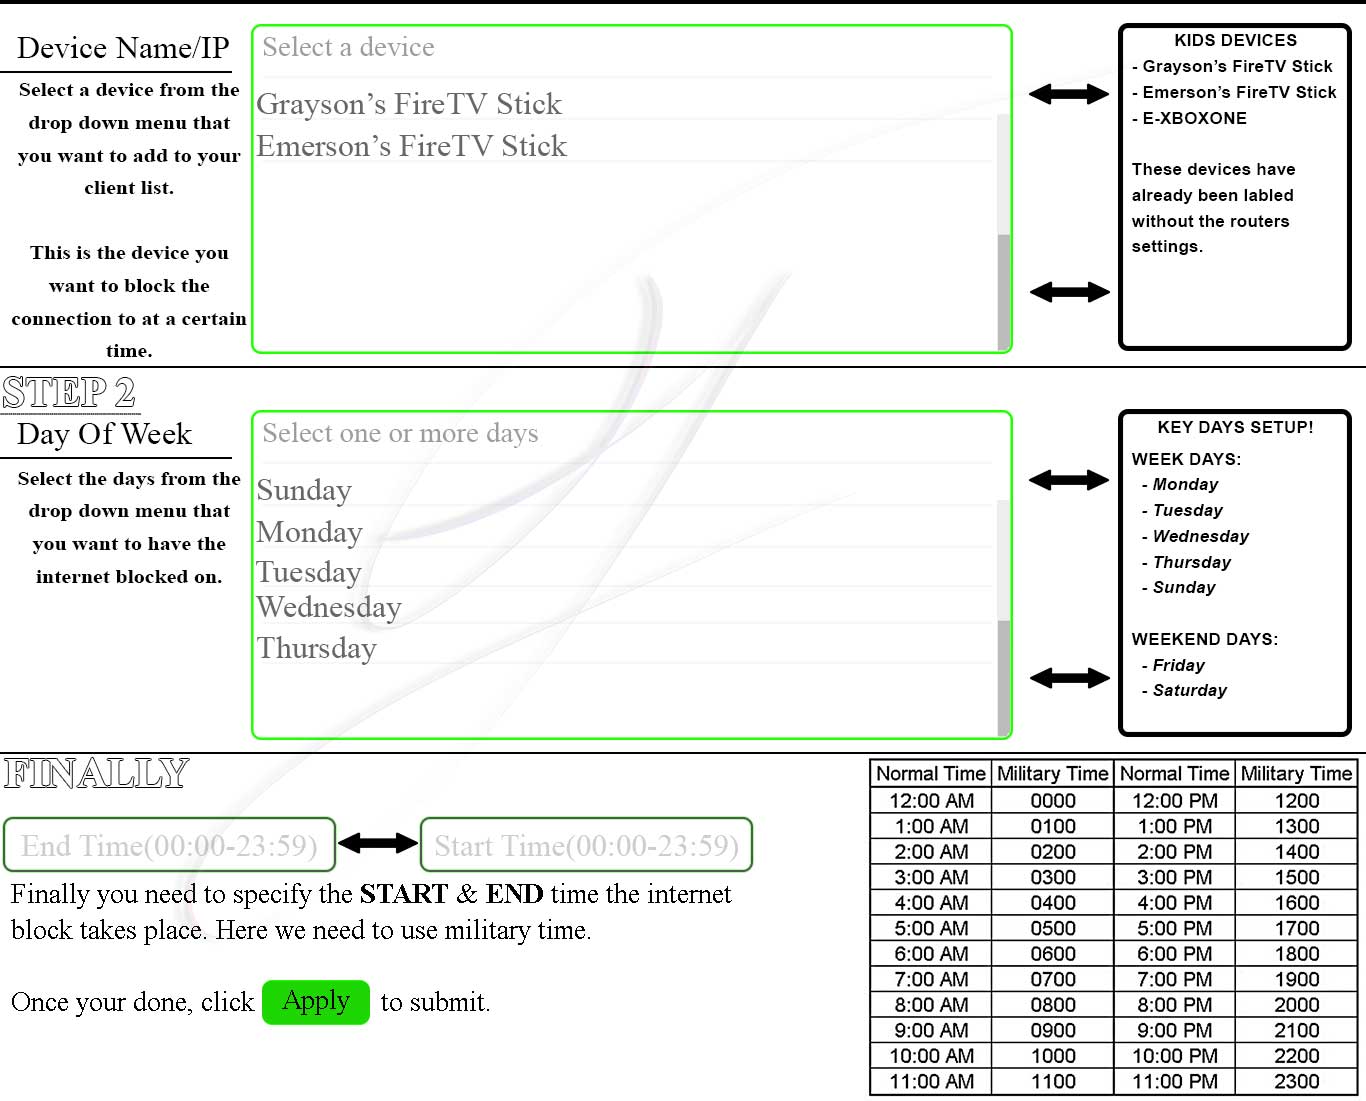 Device Name/IP
Select a device from the
drop down menu that
you want to add to your
client list.
This is the device you
want to block the
connection to at a certain
time.
Select a device
Grayson’s FireTV Stick
Emerson’s FireTV Stick
KIDS DEVICES
- Grayson’s FireTV Stick
- Emerson’s FireTV Stick
- E-XBOXONE
These devices have
already been labled
without the routers
settings.
STEP 2
Day Of Week
Select the days from the
drop down menu that
you want to have the
internet blocked on.
Select one or more days
Sunday
Monday
Tuesday
Wednesday
Thursday
KEY DAYS SETUP!
WEEK DAYS:
- Monday
- Tuesday
- Wednesday
- Thursday
- Sunday
WEEKEND DAYS:
- Friday
- Saturday
FINALLY
End Time(00:00-23:59) Start Time(00:00-23:59)
Finally you need to specify the START & END time the internet
block takes place. Here we need to use military time.
Once your done, click Apply to submit.
Normal Time Military Time Normal Time Military Time
12:00 AM 0000 12:00 PM 1200
1:00 AM 0100 1:00 PM 1300
2:00 AM 0200 2:00 PM 1400
3:00 AM 0300 3:00 PM 1500
4:00 AM 0400 4:00 PM 1600
5:00 AM 0500 5:00 PM 1700
6:00 AM 0600 6:00 PM 1800
7:00 AM 0700 7:00 PM 1900
8:00 AM 0800 8:00 PM 2000
9:00 AM 0900 9:00 PM 2100
10:00 AM 1000 10:00 PM 2200
11:00 AM 1100 11:00 PM 2300